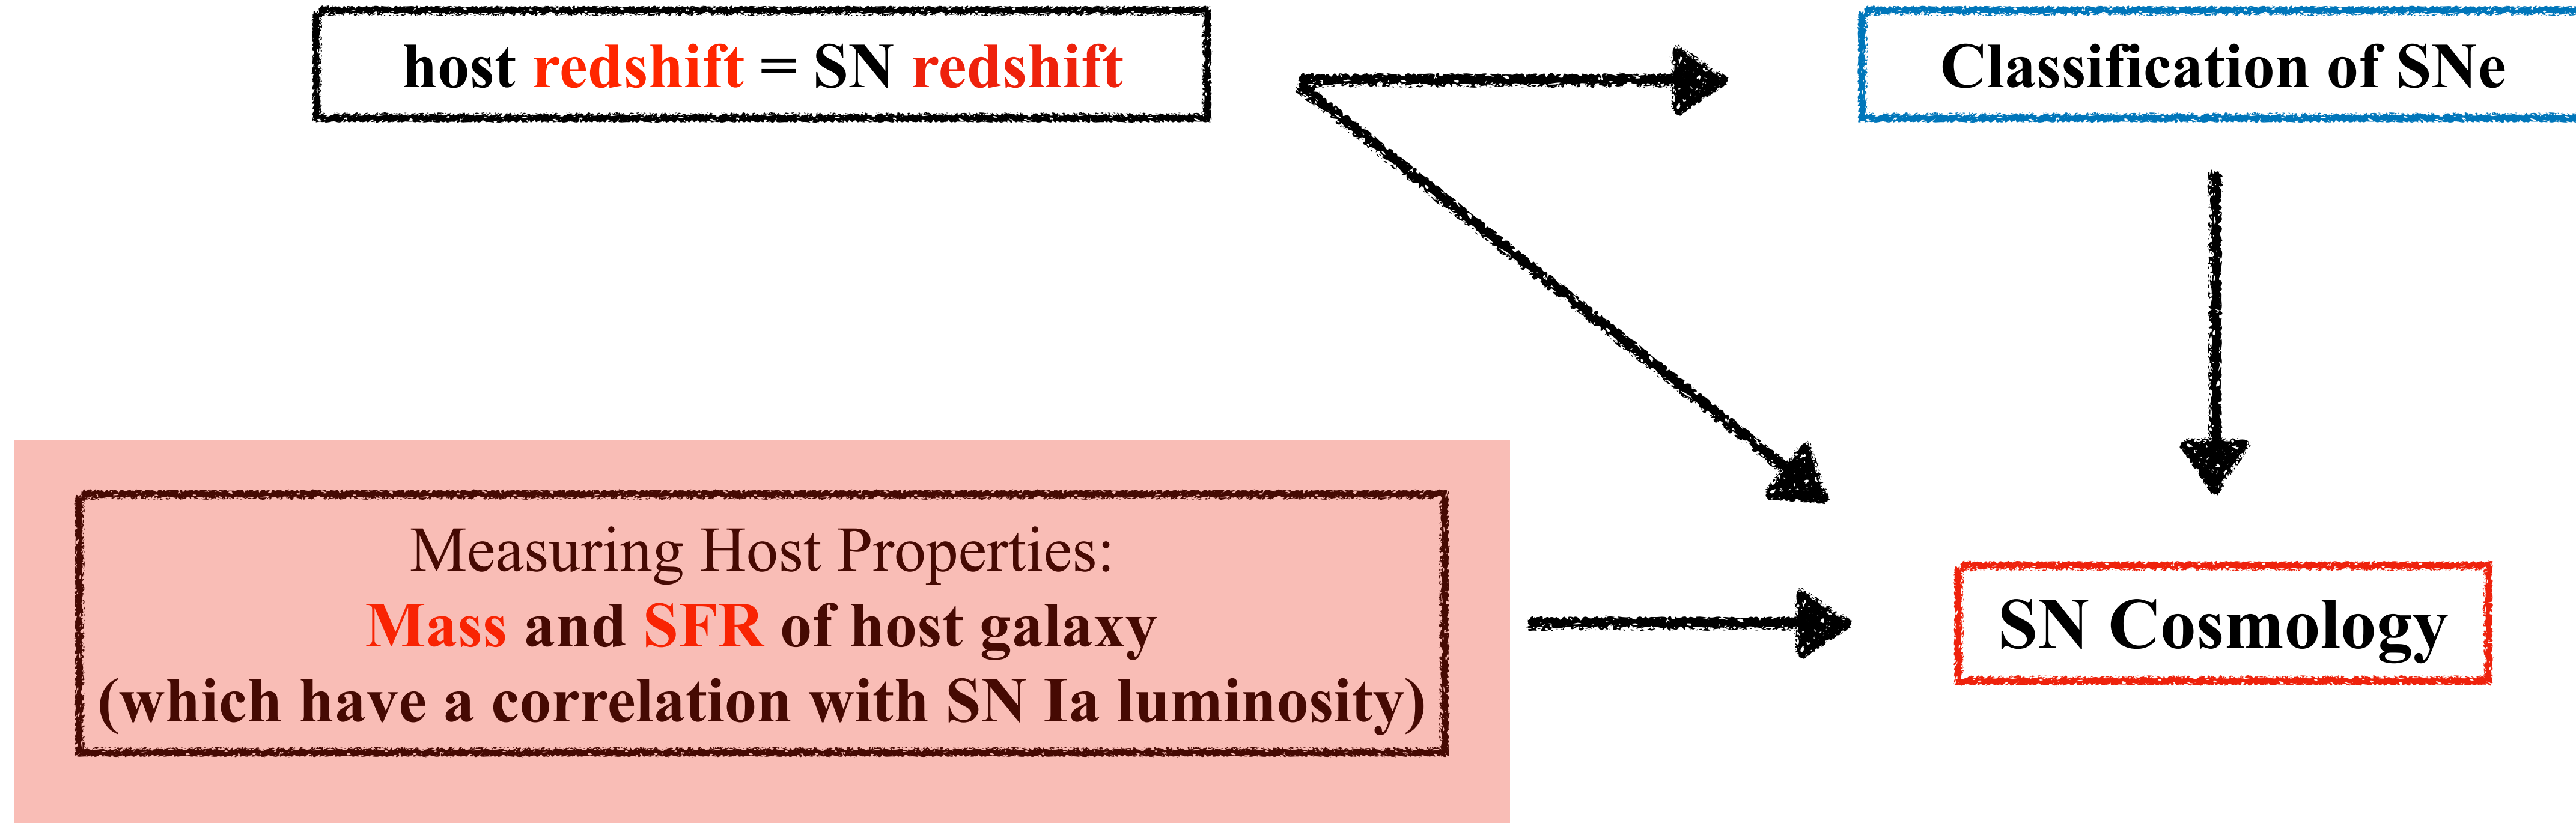 host redshift = SN redshift
Classification of SNe
Measuring Host Properties:
Mass and SFR of host galaxy
(which have a correlation with SN Ia luminosity)
SN Cosmology